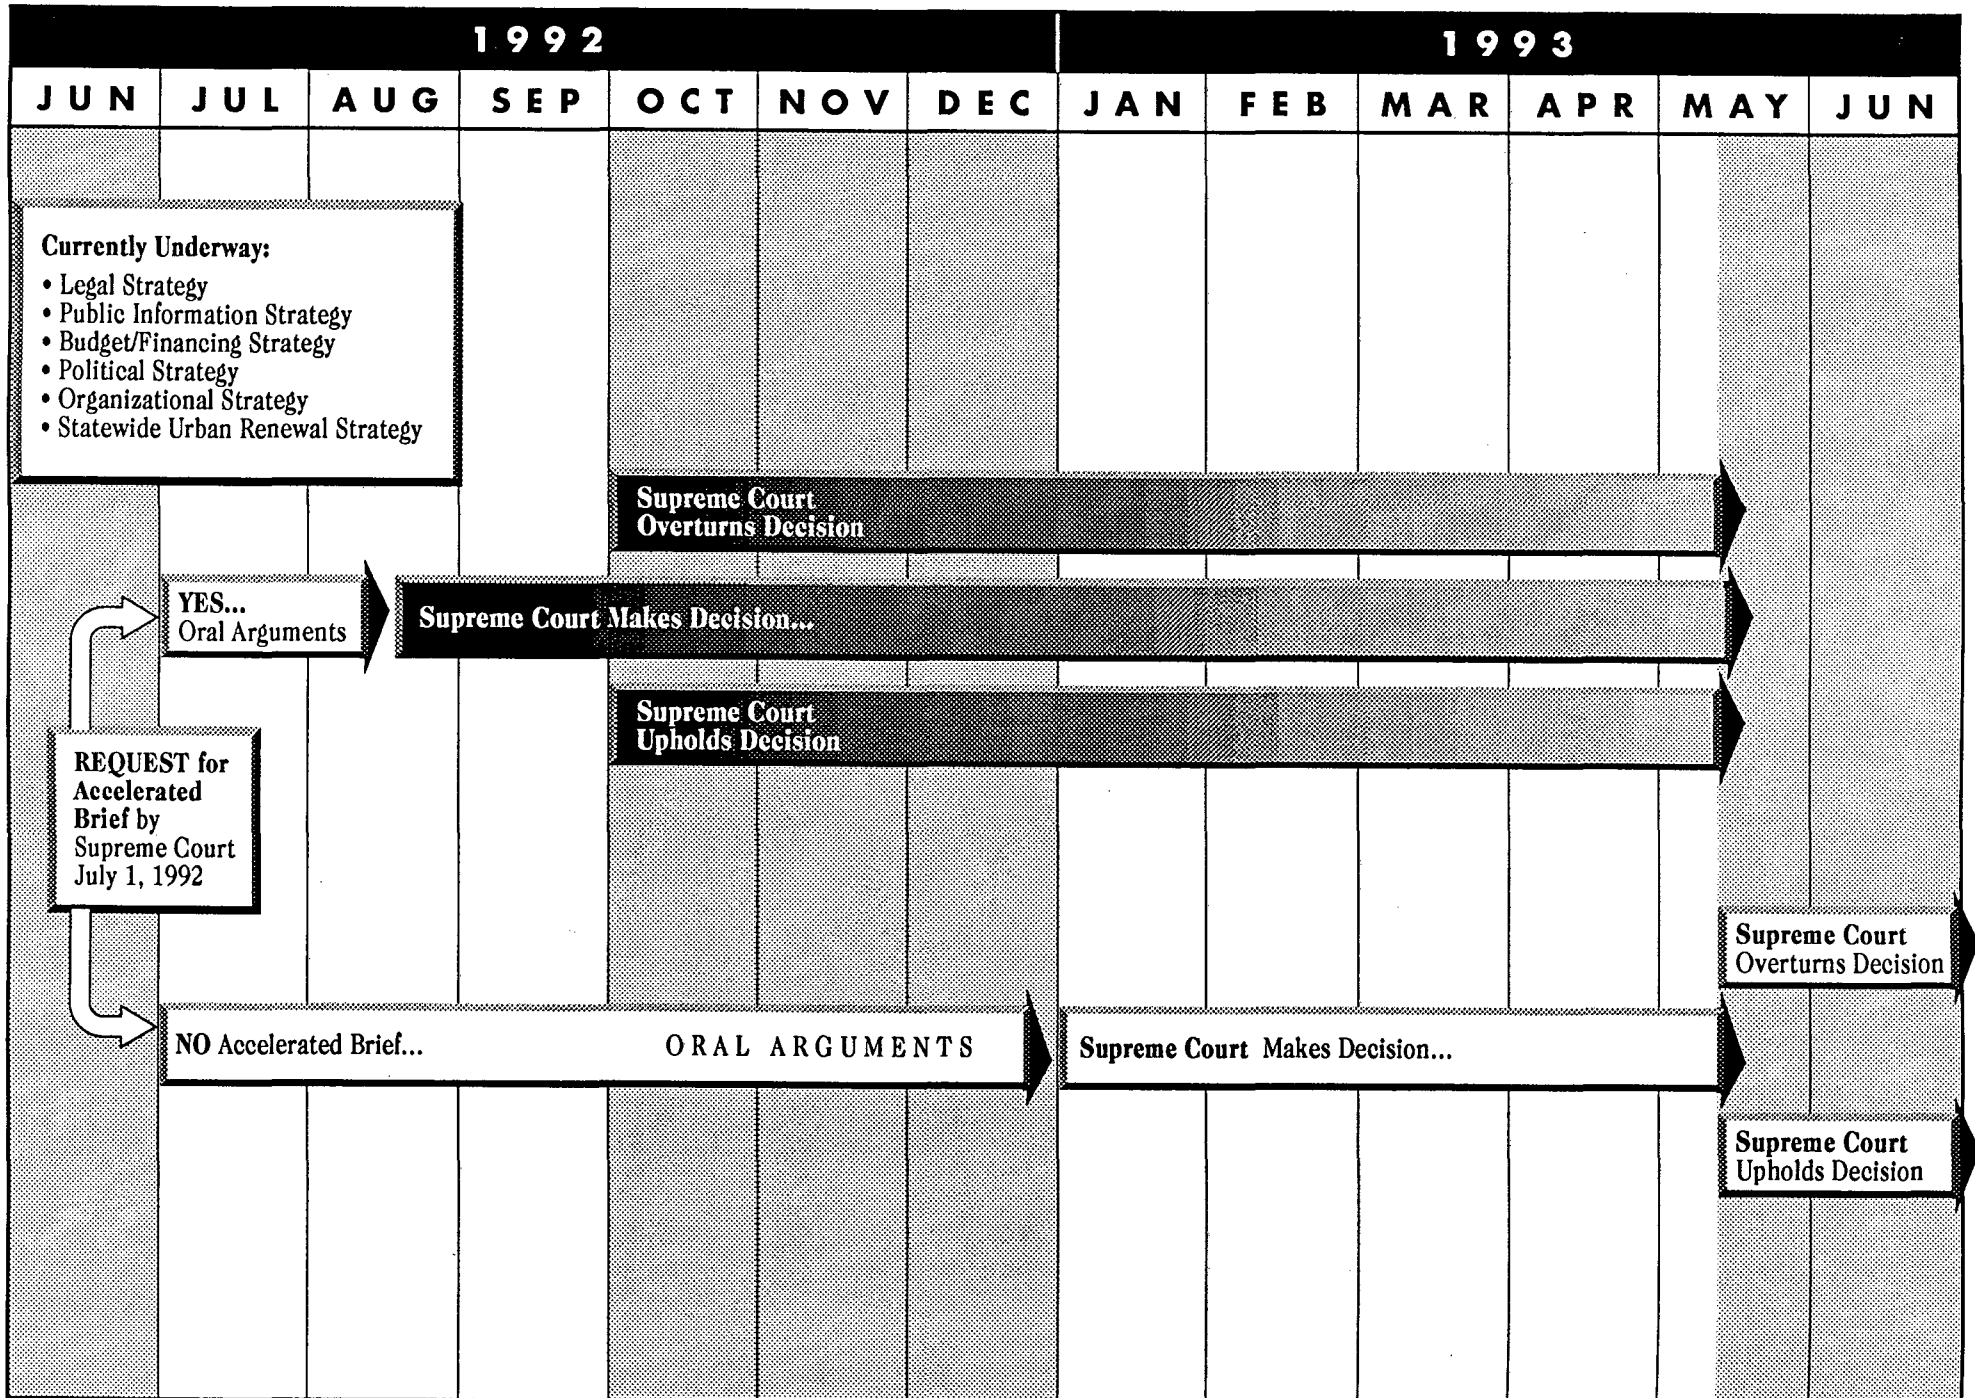 1992
1993
JUN JUL AUG SEP OCT NOV DEC JAN FEB MAR APR MAY JUN
Currently Underway:
• Legal Strategy
• Public Information Strategy
• Budget/Financing Strategy
• Political Strategy
• Organizational Strategy
• Statewide Urban Renewal Strategy
Supreme Court
Overturns Decision
YES...
Oral Arguments
Supreme Court Makes Decision...
Supreme Court
Upholds Decision
REQUEST for
Accelerated
Brief by
Supreme Court
July 1, 1992
Supreme Court
Overturns Decision
NO Accelerated Brief...
ORAL ARGUMENTS
Supreme Court Makes Decision...
Supreme Court
Upholds Decision